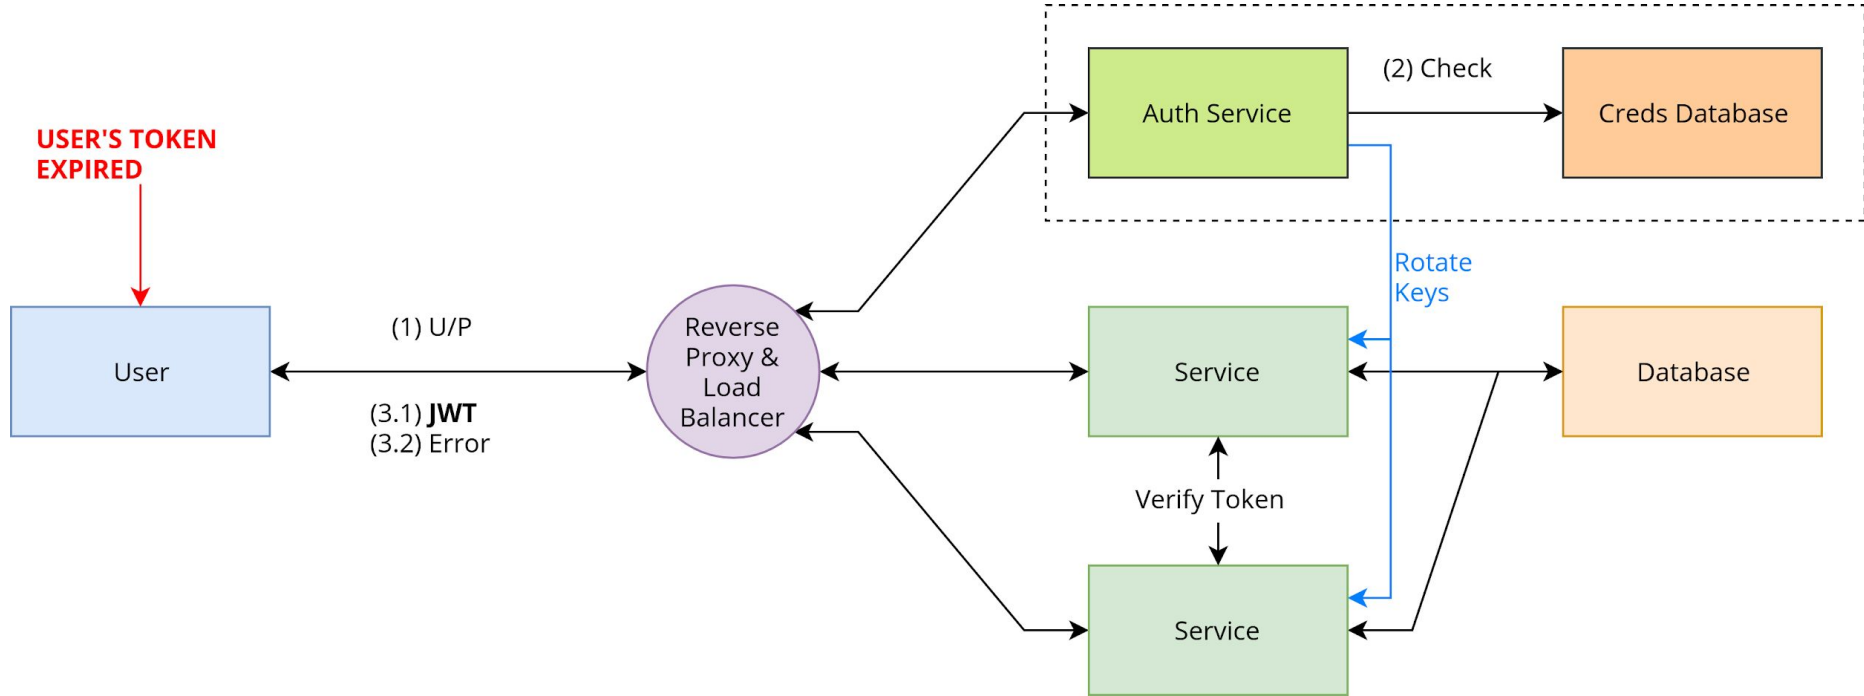 (2) Check
Auth Service
Creds Database
USER'S TOKEN
EXPIRED
Rotate
Keys
(1) U/P
Reverse
Proxy &
Load
Balancer
User
Service
Database
(3.1) JWT
(3.2) Error
Verify Token
Service